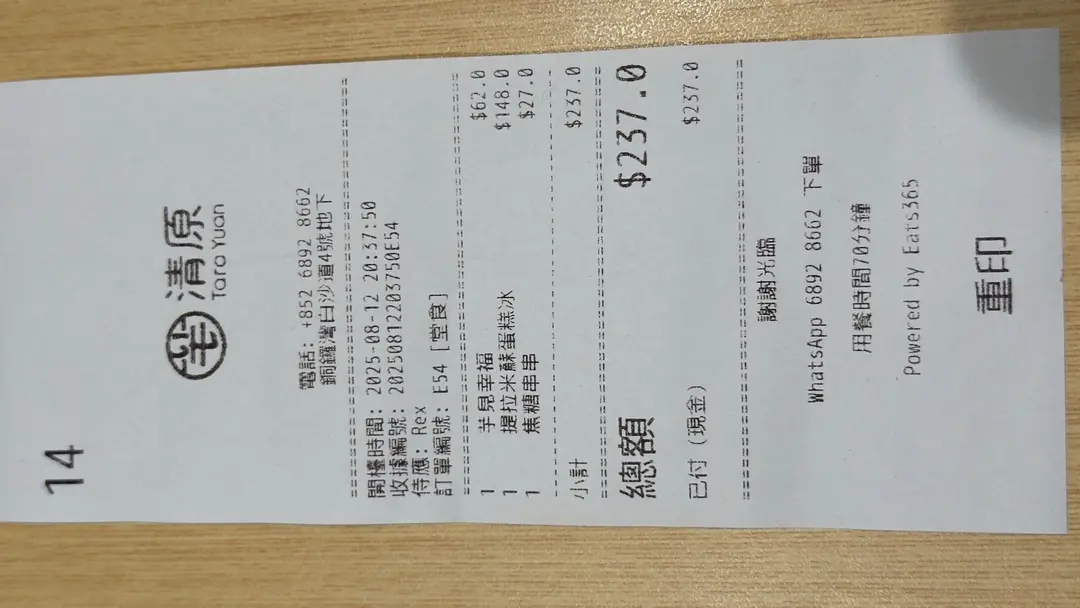 14
芋 清原
Taro Yuan
電話: +852 6892 8662
銅鑼灣白沙道4號地下
開檯時間: 2025-08-12 20:37:50
收據編號: 20250812203750E54
侍應: Rex
訂單編號: E54 [堂食]
1 芋見幸福 $62.0
1 提拉米蘇蛋糕冰 $148.0
1 焦糖串串 $27.0
小計 $237.0
總額 $237.0
已付 (現金) $237.0
謝謝光臨
WhatsApp 6892 8662 下單
用餐時間70分鐘
Powered by Eats365
重印